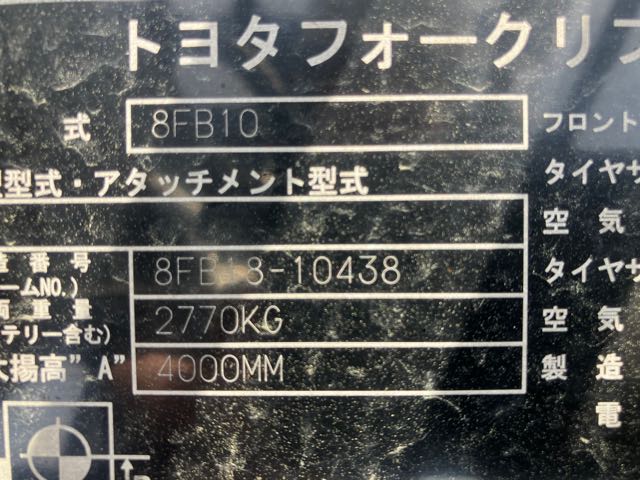 トヨタフォークリフ
式 8FB10 フロント
型式・アタッチメント型式 タイヤサ
空気
造番号 8FB18-10438 タイヤサ
ームNO.)
両重量 2770KG 空気
テリー含む)
大揚高"A" 4000MM 製造
電